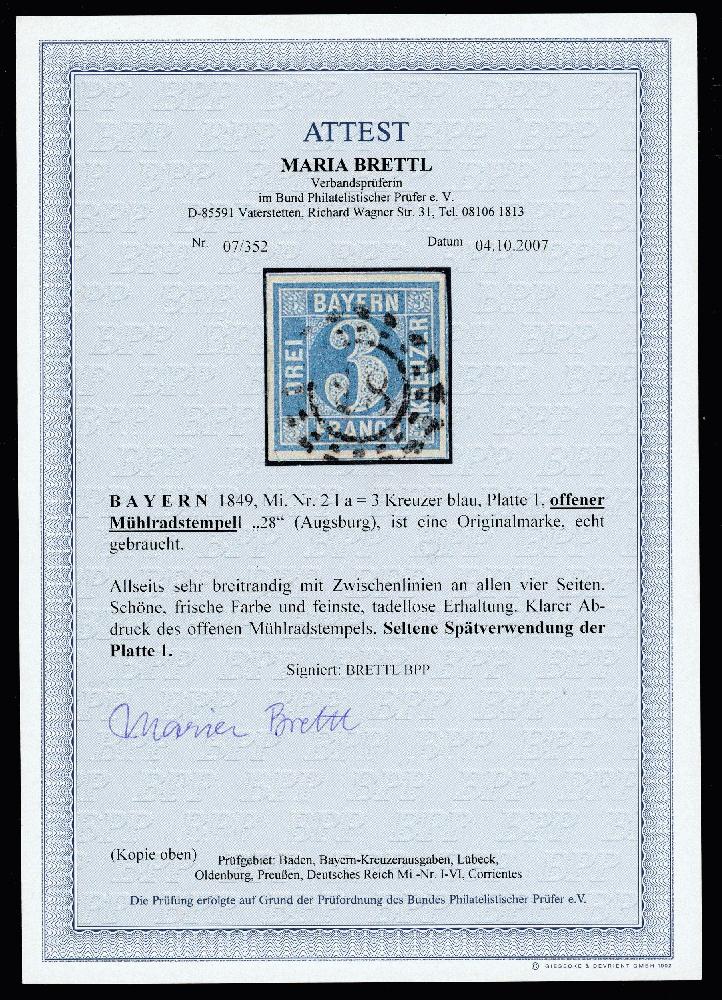 ATTEST
MARIA BRETTL
Verbandsprüferin
im Bund Philatelistischer Prüfer e. V.
D-85591 Vaterstetten, Richard Wagner Str. 31, Tel. 08106 1813
Nr. 07/352 Datum 04.10.2007
BAYERN
DREI
3
KREUZER
FRANCO
BAYERN 1849, Mi. Nr. 2 I a = 3 Kreuzer blau, Platte 1, offener
Mühlradstempell „28“ (Augsburg), ist eine Originalmarke, echt
gebraucht.
Allseits sehr breitrandig mit Zwischenlinien an allen vier Seiten.
Schöne, frische Farbe und feinste, tadellose Erhaltung. Klarer Ab-
druck des offenen Mühlradstempels. Seltene Spätverwendung der
Platte 1.
Signiert: BRETTL BPP
Maria Brettl
(Kopie oben) Prüfgebiet: Baden, Bayern-Kreuzerausgaben, Lübeck,
Oldenburg, Preußen, Deutsches Reich Mi.-Nr. I-VI, Corrientes
Die Prüfung erfolgte auf Grund der Prüfordnung des Bundes Philatelistischer Prüfer e.V.
© GIESECKE & DEVRIENT GMBH 1992